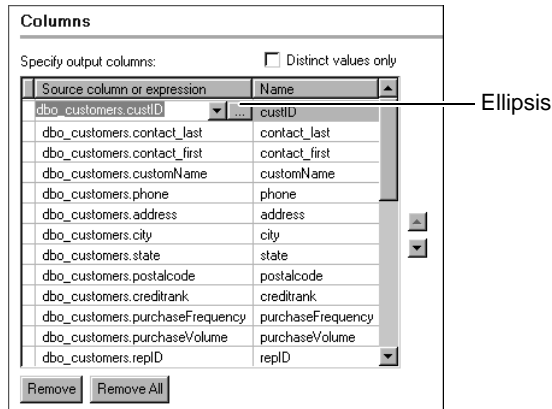 Columns
Specify output columns: Distinct values only
Source column or expression Name
dbo_customers.custID ... custID
Ellipsis
dbo_customers.contact_last contact_last
dbo_customers.contact_first contact_first
dbo_customers.customName customName
dbo_customers.phone phone
dbo_customers.address address
dbo_customers.city city
dbo_customers.state state
dbo_customers.postalcode postalcode
dbo_customers.creditrank creditrank
dbo_customers.purchaseFrequency purchaseFrequency
dbo_customers.purchaseVolume purchaseVolume
dbo_customers.repID repID
Remove Remove All